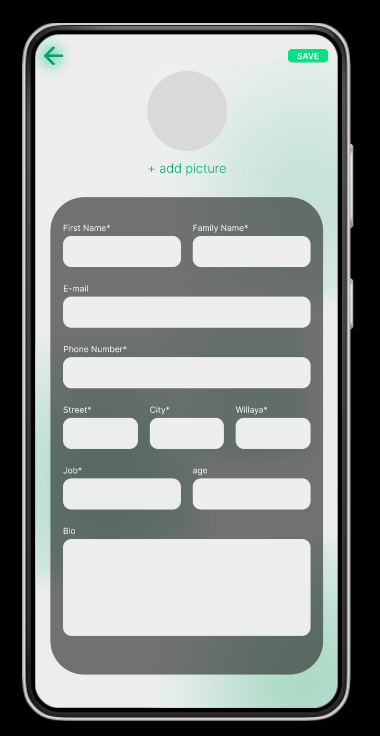 SAVE
+ add picture
First Name* Family Name*
E-mail
Phone Number*
Street* City* Willaya*
Job* age
Bio